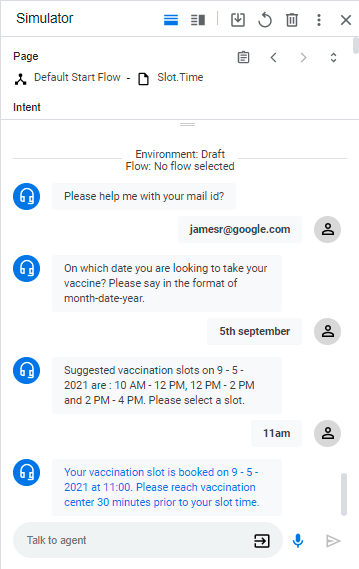 Simulator
Page
Default Start Flow - Slot.Time
Intent
Environment: Draft
Flow: No flow selected
Please help me with your mail id?
jamesr@google.com
On which date you are looking to take your
vaccine? Please say in the format of
month-date-year.
5th september
Suggested vaccination slots on 9 - 5 -
2021 are : 10 AM - 12 PM, 12 PM - 2 PM
and 2 PM - 4 PM. Please select a slot.
11am
Your vaccination slot is booked on 9 - 5 -
2021 at 11:00. Please reach vaccination
center 30 minutes prior to your slot time.
Talk to agent